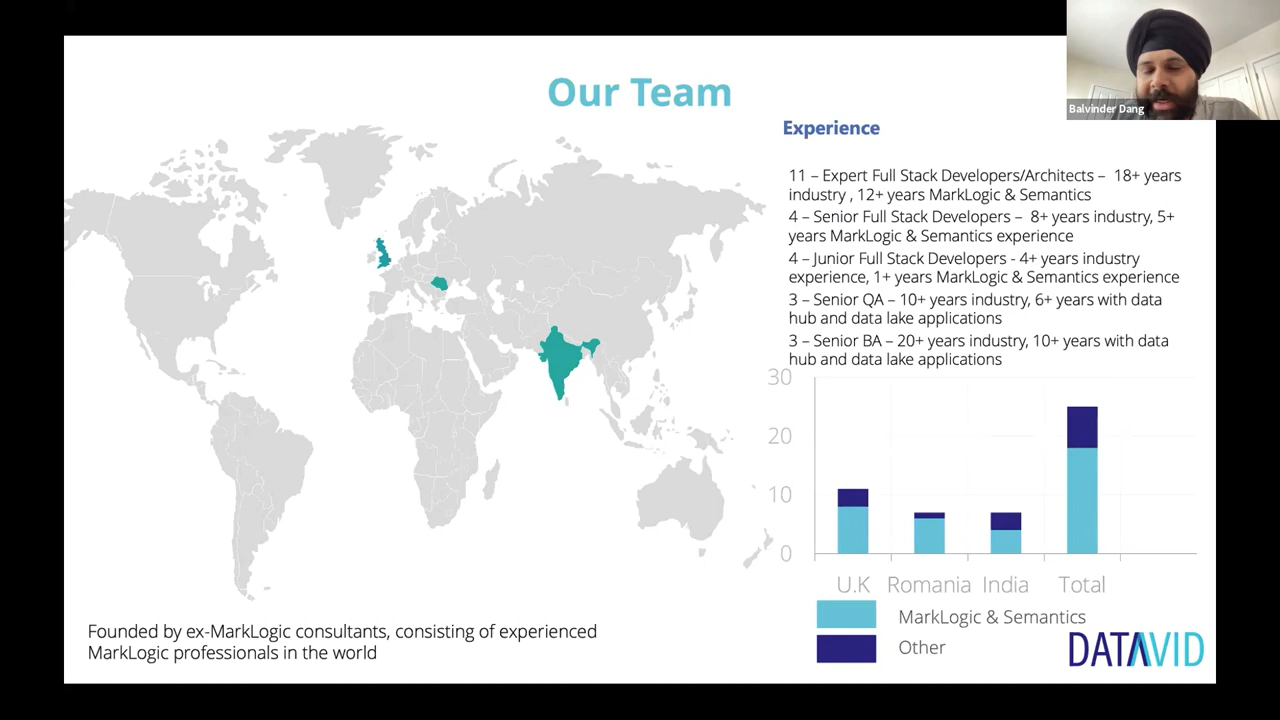 Our Team
Balvinder Dang
Experience
11 – Expert Full Stack Developers/Architects – 18+ years
industry , 12+ years MarkLogic & Semantics
4 – Senior Full Stack Developers – 8+ years industry, 5+
years MarkLogic & Semantics experience
4 – Junior Full Stack Developers - 4+ years industry
experience, 1+ years MarkLogic & Semantics experience
3 – Senior QA – 10+ years industry, 6+ years with data
hub and data lake applications
3 – Senior BA – 20+ years industry, 10+ years with data
hub and data lake applications
30
20
10
0
U.K Romania India Total
MarkLogic & Semantics
Other
Founded by ex-MarkLogic consultants, consisting of experienced
MarkLogic professionals in the world
DATAVID